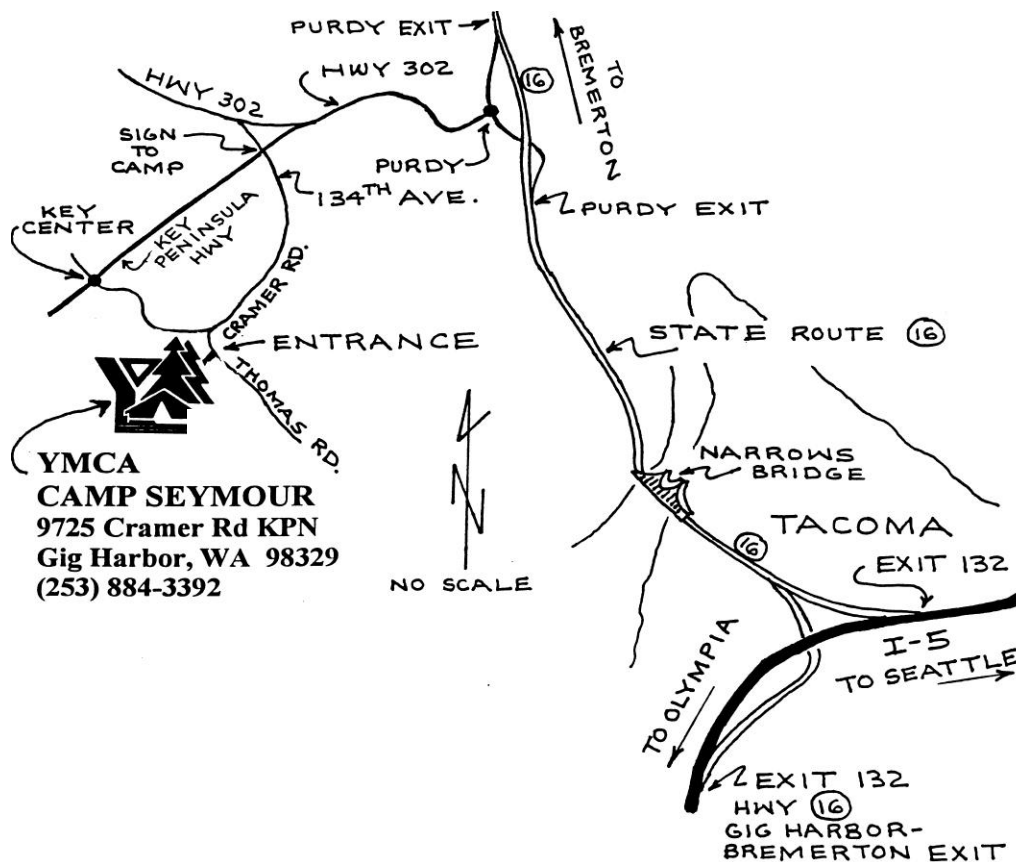 PURDY EXIT
HWY 302
16
TO
BREMERTON
HWY 302
SIGN
TO
CAMP
PURDY
134TH AVE.
PURDY EXIT
KEY
CENTER
KEY
PENINSULA
HWY
CRAMER RD.
ENTRANCE
THOMAS RD.
STATE ROUTE 16
NARROWS
BRIDGE
TACOMA
16
EXIT 132
I-5
TO SEATTLE
TO OLYMPIA
EXIT 132
HWY 16
GIG HARBOR-
BREMERTON EXIT
N
NO SCALE
YMCA
CAMP SEYMOUR
9725 Cramer Rd KPN
Gig Harbor, WA 98329
(253) 884-3392